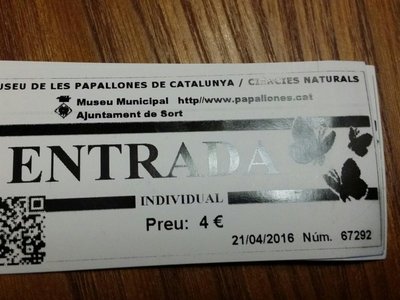 MUSEU DE LES PAPALLONES DE CATALUNYA / CIÈNCIES NATURALS
Museu Municipal http//www.papallones.cat
Ajuntament de Sort
ENTRADA
INDIVIDUAL
Preu: 4 €
21/04/2016 Núm. 67292